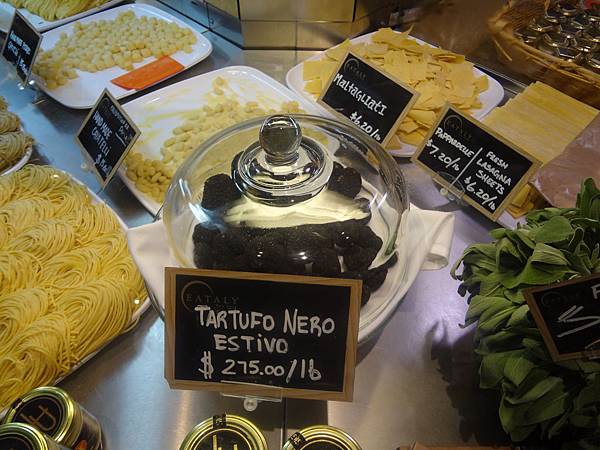 MALTAGLIATI
$6.20/lb
EATALY
PAPPARDELLE
$7.20/lb
FRESH
LASAGNA
SHEETS
$6.20/lb
EATALY
TARTUFO NERO
ESTIVO
$275.00/lb